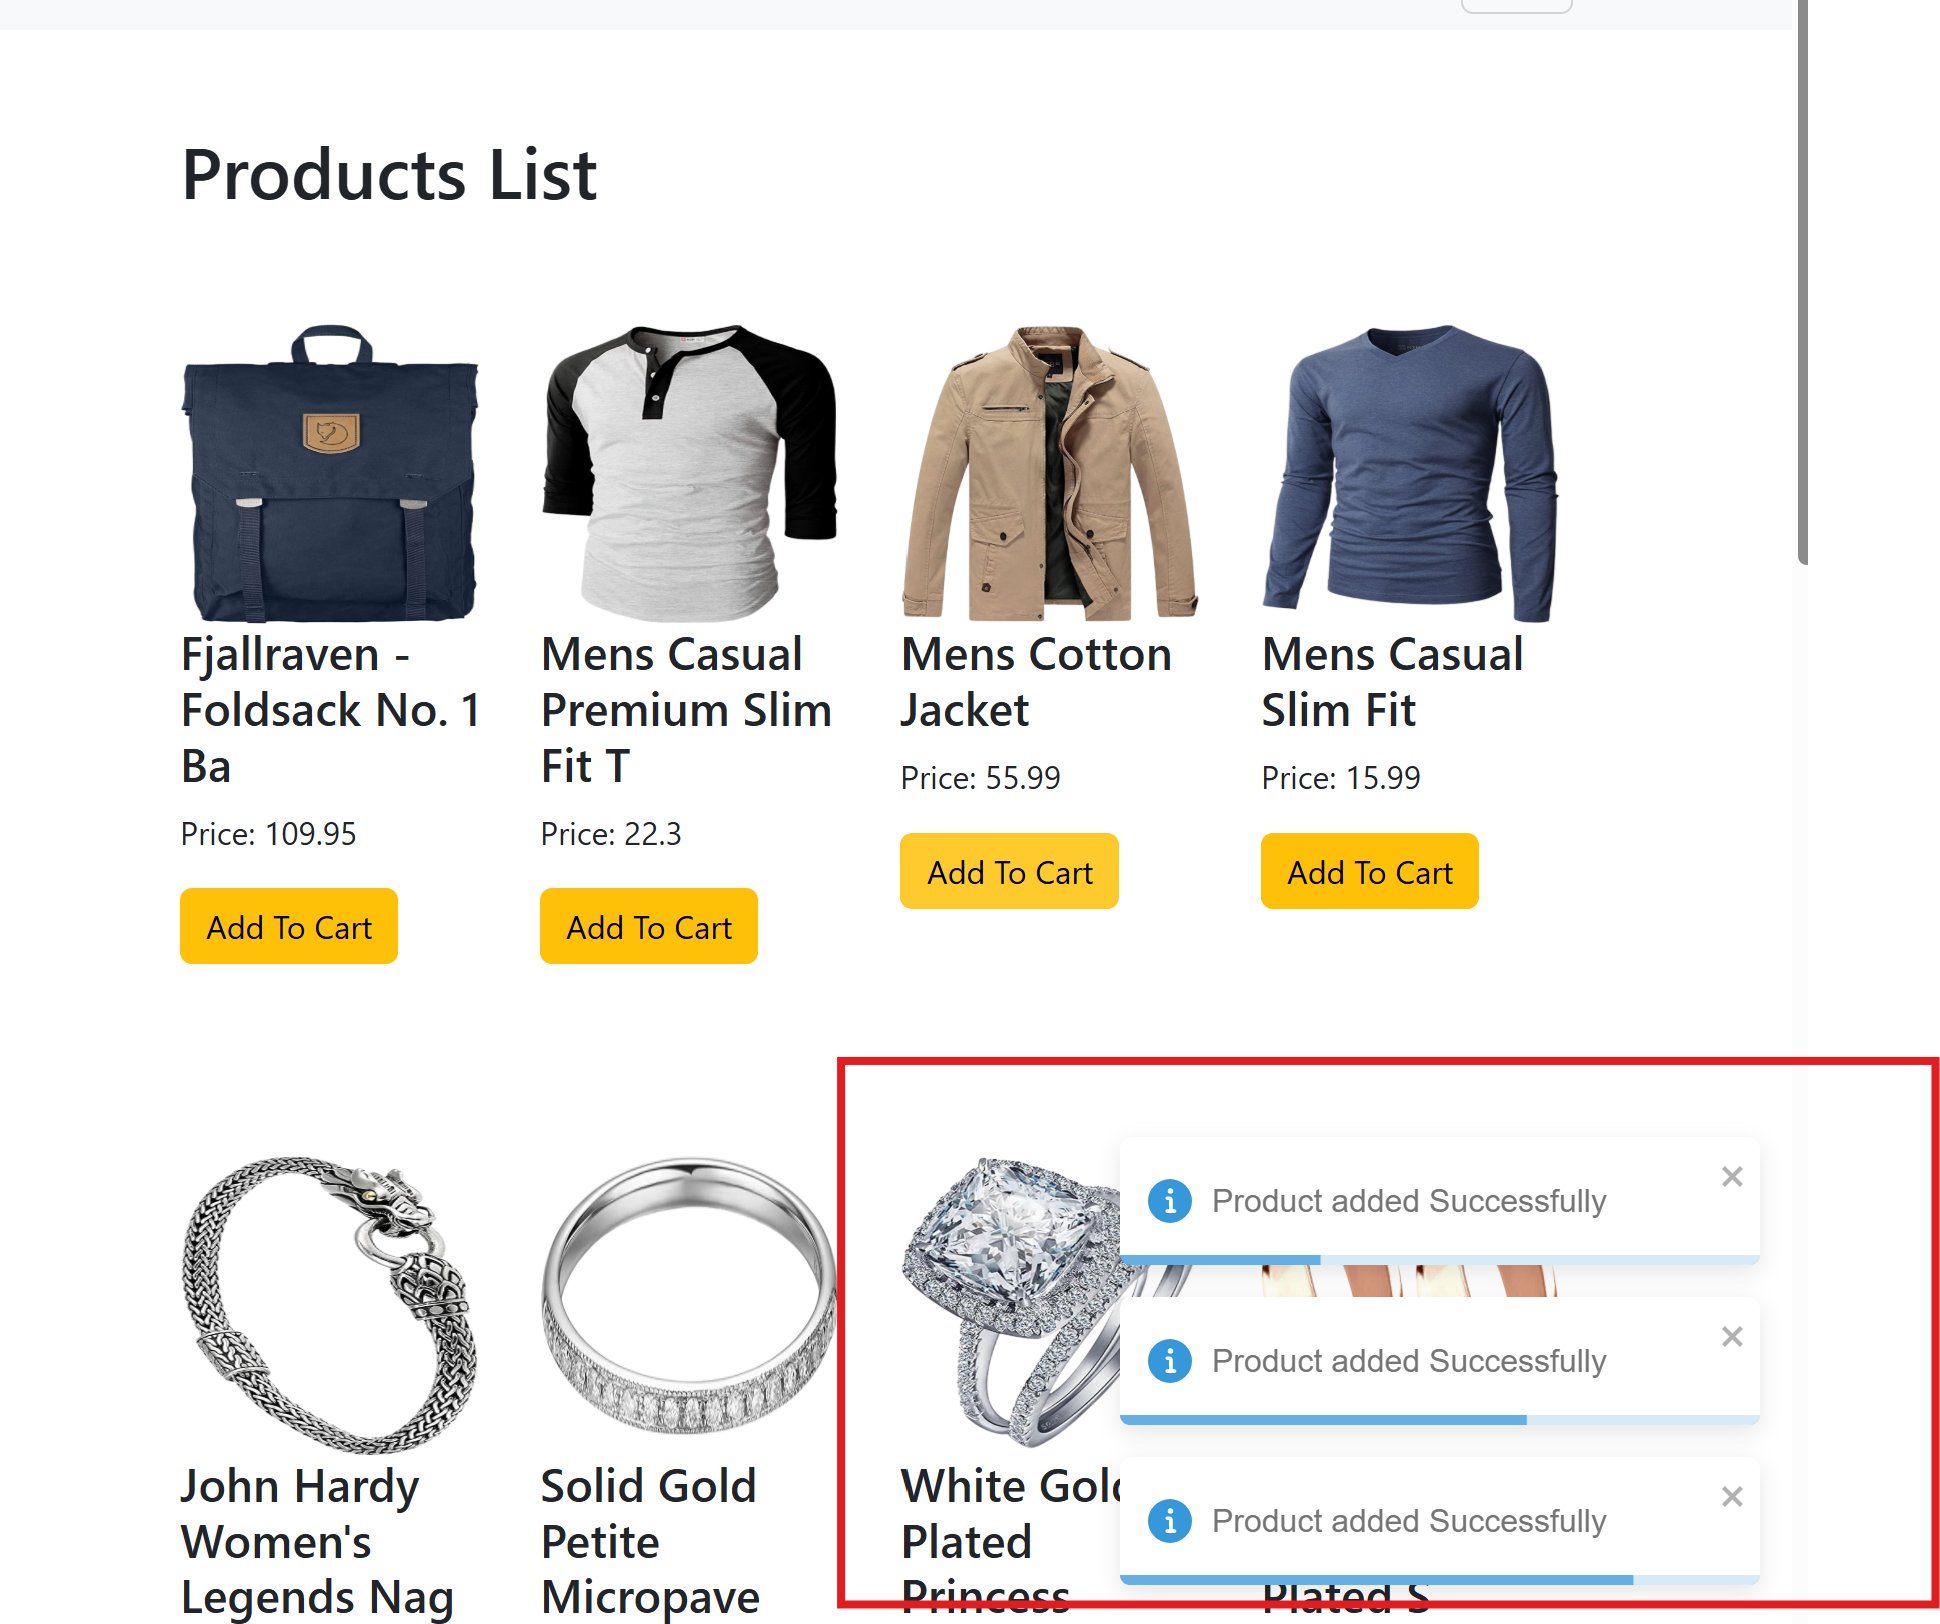 Products List
Fjallraven -
Foldsack No. 1
Ba
Price: 109.95
Add To Cart
Mens Casual
Premium Slim
Fit T
Price: 22.3
Add To Cart
Mens Cotton
Jacket
Price: 55.99
Add To Cart
Mens Casual
Slim Fit
Price: 15.99
Add To Cart
John Hardy
Women's
Legends Nag
Solid Gold
Petite
Micropave
White Gold
Plated
Princess
Plated S
Product added Successfully
Product added Successfully
Product added Successfully